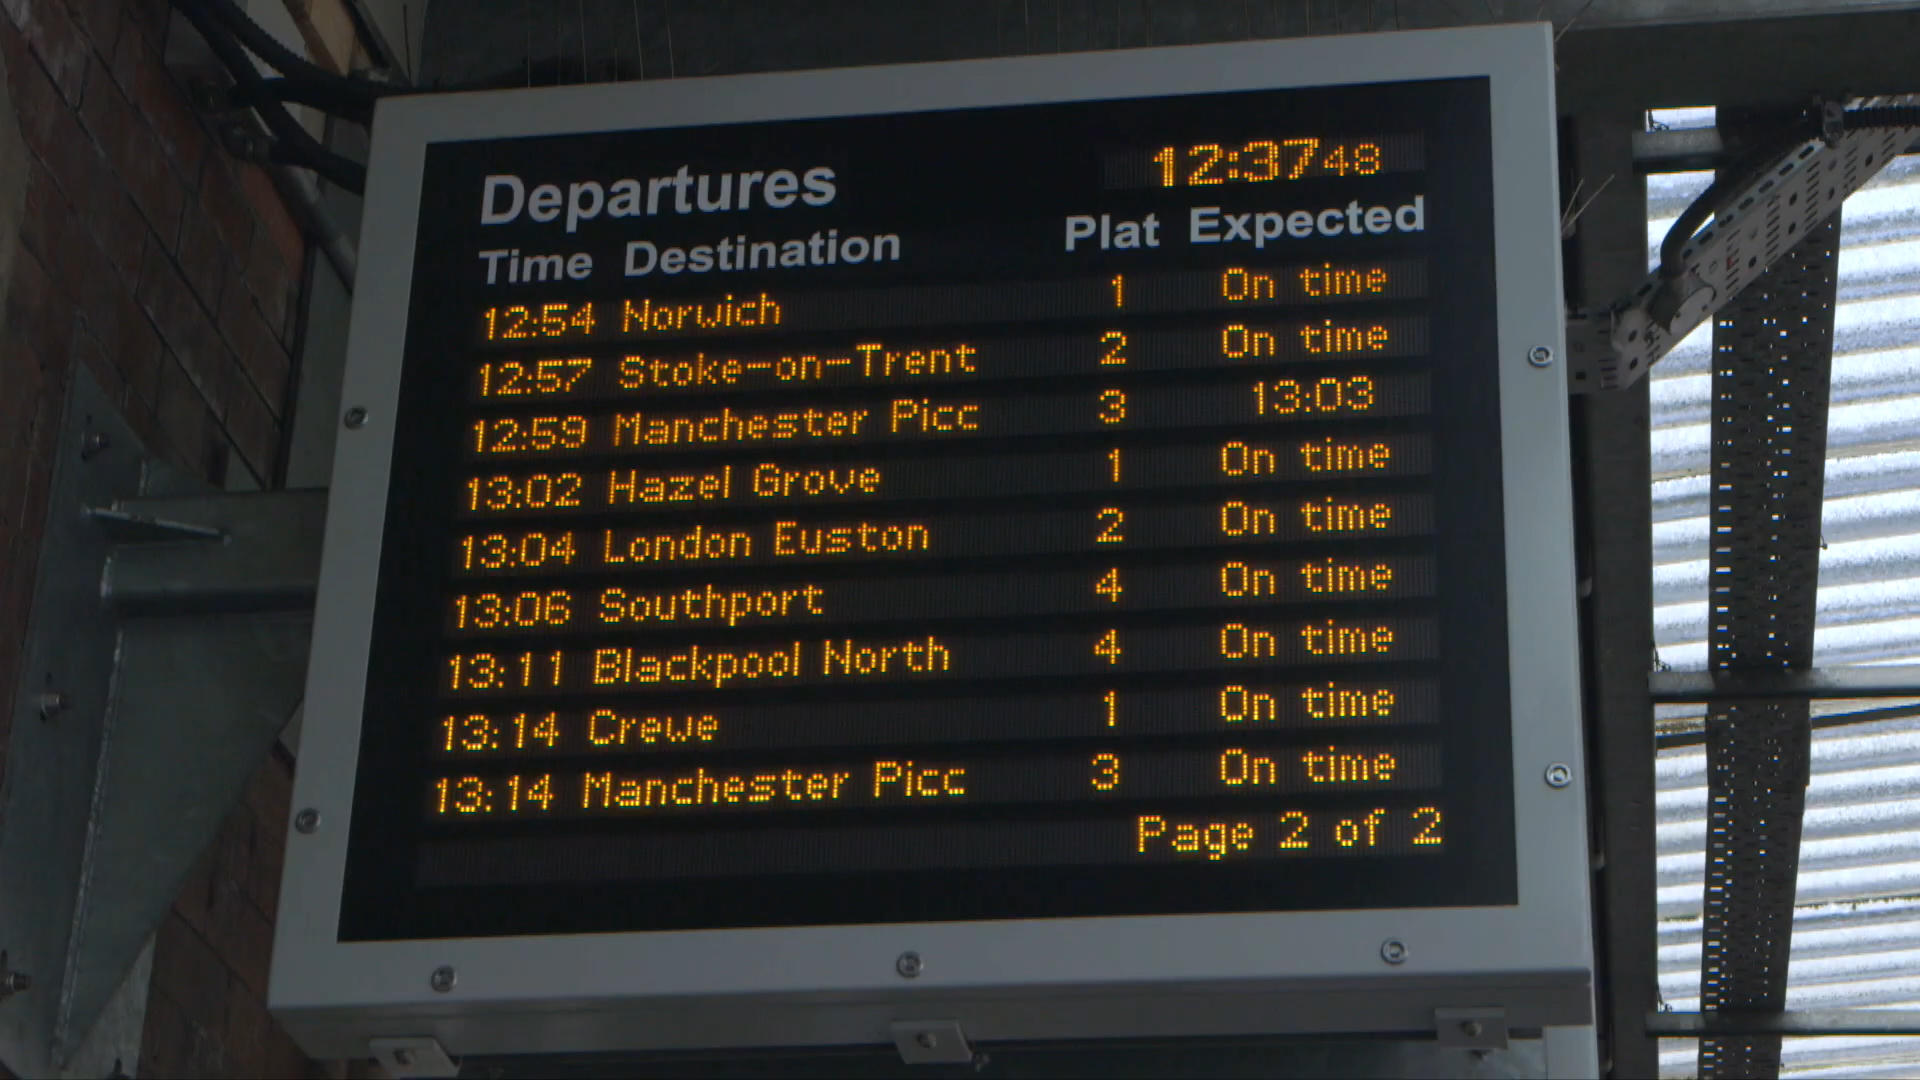 Departures 12:37 48
Time Destination Plat Expected
12:54 Norwich 1 On time
12:57 Stoke-on-Trent 2 On time
12:59 Manchester Picc 3 13:03
13:02 Hazel Grove 1 On time
13:04 London Euston 2 On time
13:06 Southport 4 On time
13:11 Blackpool North 4 On time
13:14 Crewe 1 On time
13:14 Manchester Picc 3 On time
Page 2 of 2